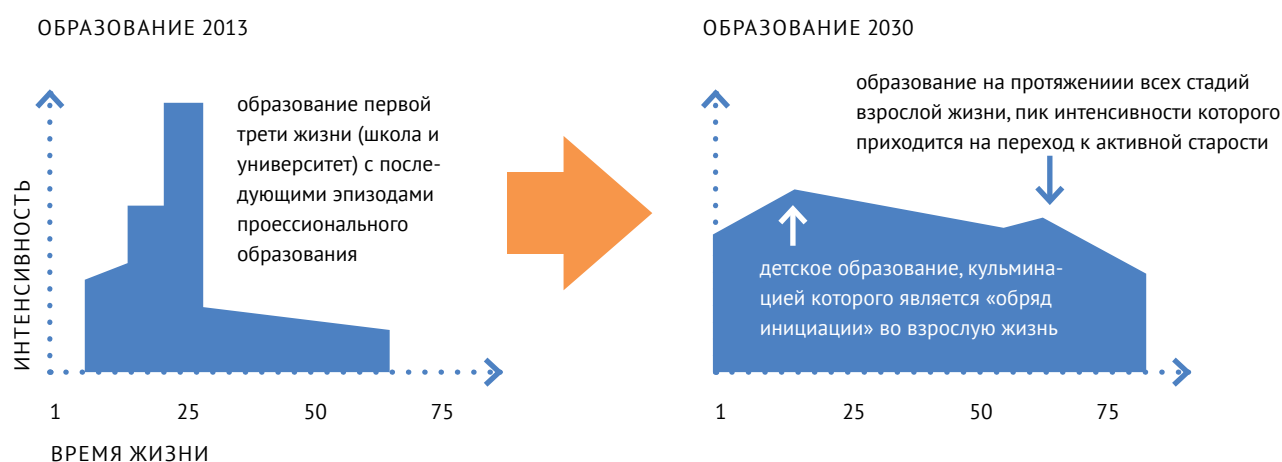 ОБРАЗОВАНИЕ 2013
ИНТЕНСИВНОСТЬ
образование первой
трети жизни (школа и
университет) с после-
дующими эпизодами
проессионального
образования
1 25 50 75
ВРЕМЯ ЖИЗНИ
ОБРАЗОВАНИЕ 2030
образование на протяжениии всех стадий
взрослой жизни, пик интенсивности которого
приходится на переход к активной старости
детское образование, кульмина-
цией которого является «обряд
инициации» во взрослую жизнь
1 25 50 75